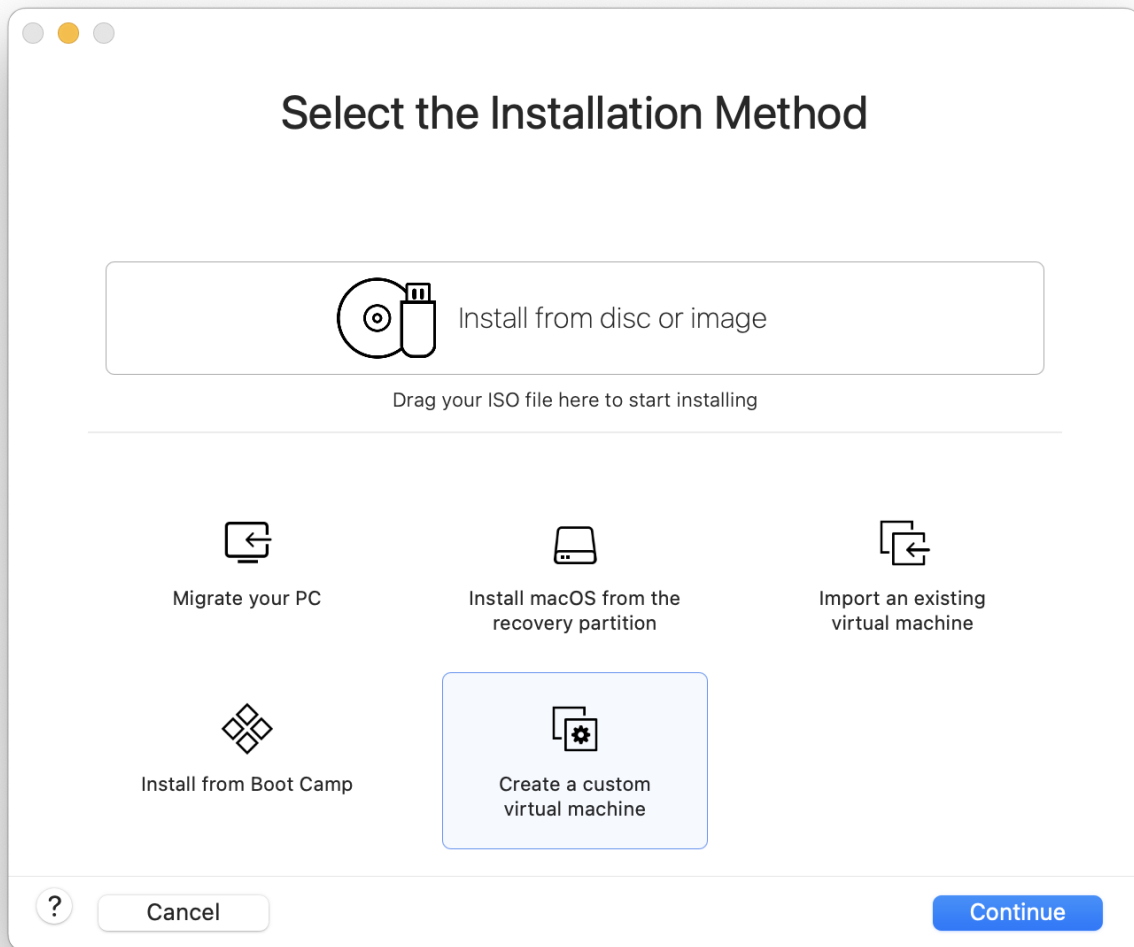 Select the Installation Method
Install from disc or image
Drag your ISO file here to start installing
Migrate your PC
Install macOS from the
recovery partition
Import an existing
virtual machine
Install from Boot Camp
Create a custom
virtual machine
?
Cancel
Continue